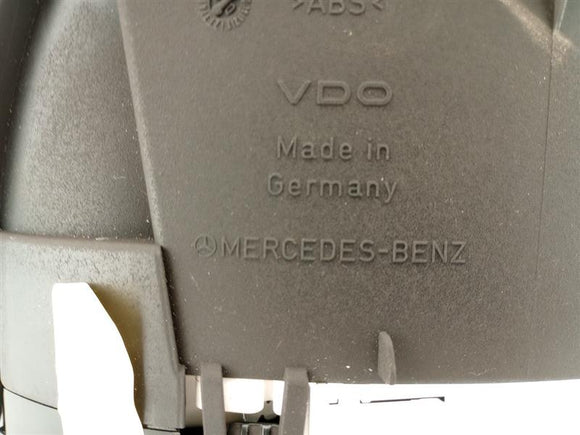 >ABS<
VDO
Made in
Germany
MERCEDES-BENZ